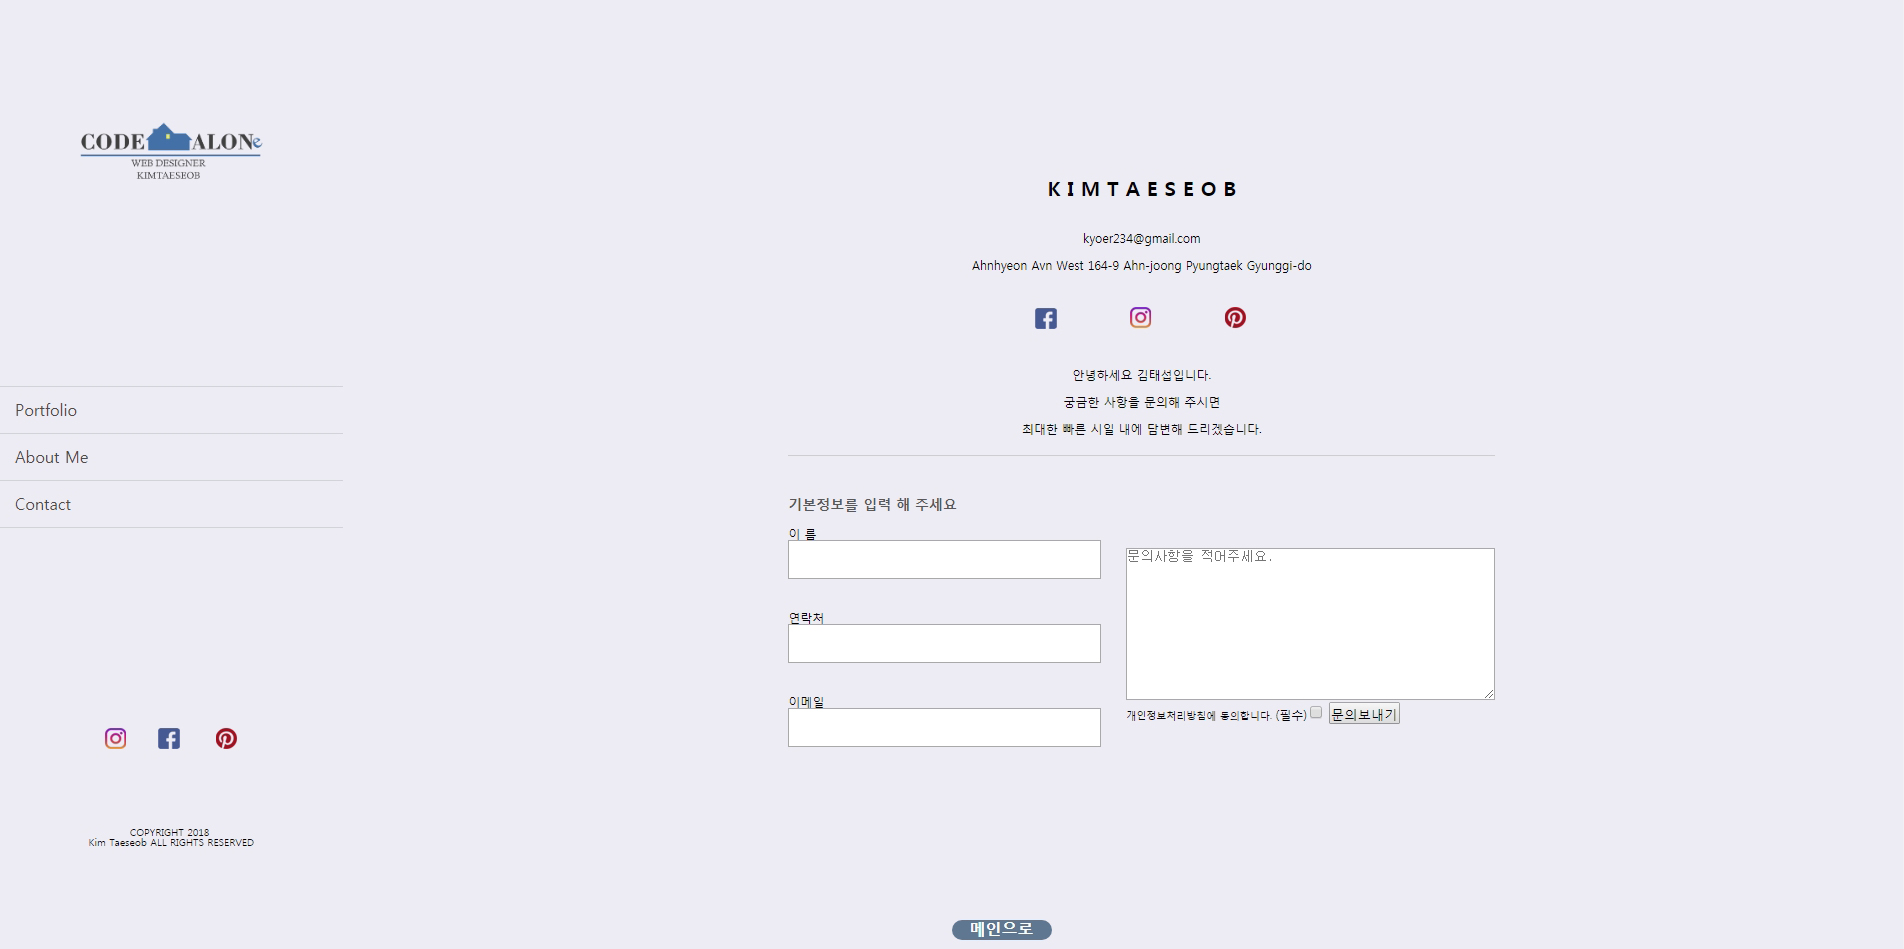 CODE ALONe
WEB DESIGNER
KIMTAESEOB
Portfolio
About Me
Contact
COPYRIGHT 2018
Kim Taeseob ALL RIGHTS RESERVED
KIMTAESEOB
kyoer234@gmail.com
Ahnhyeon Avn West 164-9 Ahn-joong Pyungtaek Gyunggi-do
안녕하세요 김태섭입니다.
궁금한 사항을 문의해 주시면
최대한 빠른 시일 내에 담변해 드리겠습니다.
기본정보를 입력 해 주세요
이 름
연락처
이메일
문의사항을 적어주세요.
개인정보처리방침에 동의합니다. (필수) 문의보내기
메인으로